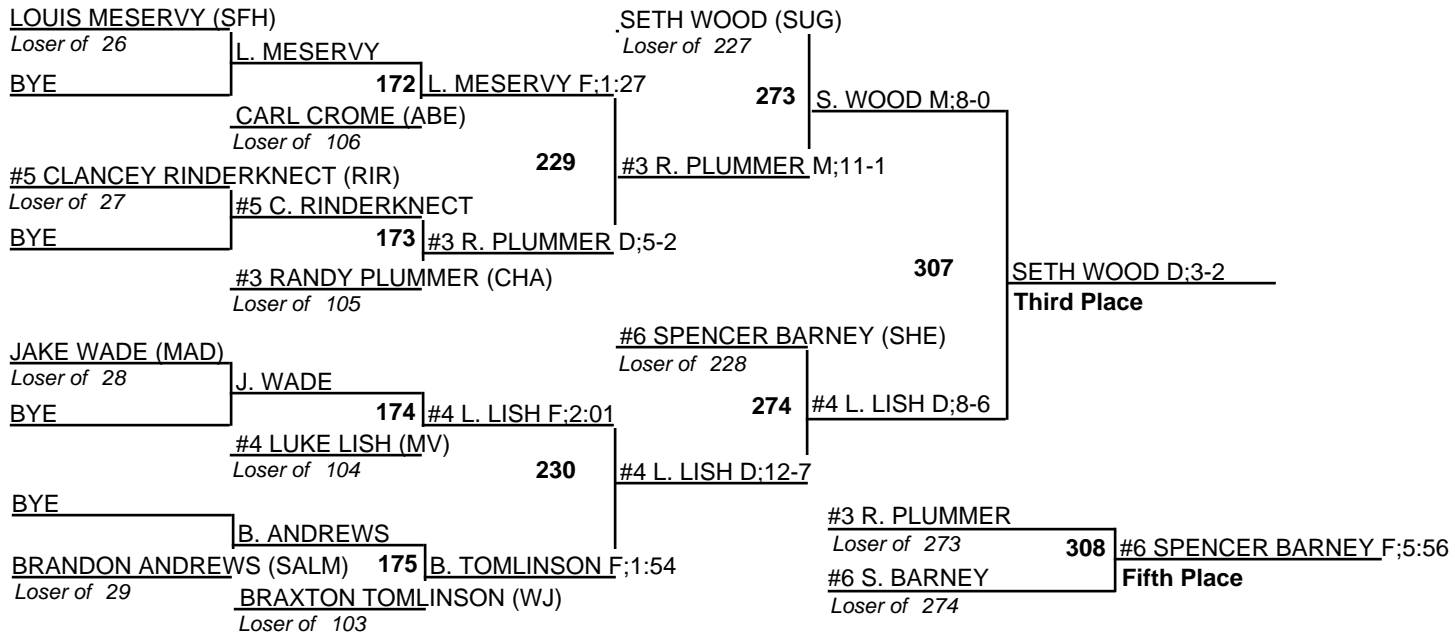 LOUIS MESERVY (SFH)
Loser of 26
L. MESERVY
BYE
172 L. MESERVY F;1:27
CARL CROME (ABE)
Loser of 106
229
#3 R. PLUMMER M;11-1
#5 CLANCEY RINDERKNECT (RIR)
Loser of 27
#5 C. RINDERKNECT
BYE
173 #3 R. PLUMMER D;5-2
#3 RANDY PLUMMER (CHA)
Loser of 105
SETH WOOD (SUG)
Loser of 227
273 S. WOOD M;8-0
307
SETH WOOD D;3-2
Third Place
JAKE WADE (MAD)
Loser of 28
J. WADE
BYE
174 #4 L. LISH F;2:01
#4 LUKE LISH (MV)
Loser of 104
230 #4 L. LISH D;12-7
BYE
B. ANDREWS
BRANDON ANDREWS (SALM)
Loser of 29
175 B. TOMLINSON F;1:54
BRAXTON TOMLINSON (WJ)
Loser of 103
#6 SPENCER BARNEY (SHE)
Loser of 228
274 #4 L. LISH D;8-6
#3 R. PLUMMER
Loser of 273
308 #6 SPENCER BARNEY F;5:56
#6 S. BARNEY
Fifth Place
Loser of 274